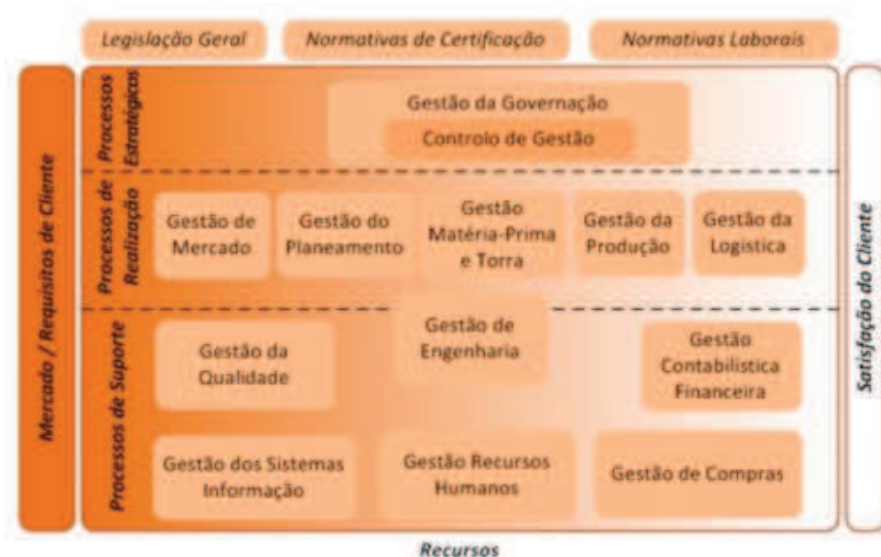 Legislação Geral
Normativas de Certificação
Normativas Laborais
Mercado / Requisitos de Cliente
Processos
Estratégicos
Gestão da Governação
Controlo de Gestão
Processos de
Realização
Gestão de
Mercado
Gestão do
Planeamento
Gestão
Matéria-Prima
e Torra
Gestão da
Produção
Gestão da
Logistica
Processos de Suporte
Gestão da
Qualidade
Gestão de
Engenharia
Gestão
Contabilistica
Financeira
Gestão dos Sistemas
Informação
Gestão Recursos
Humanos
Gestão de Compras
Satisfação do Cliente
Recursos